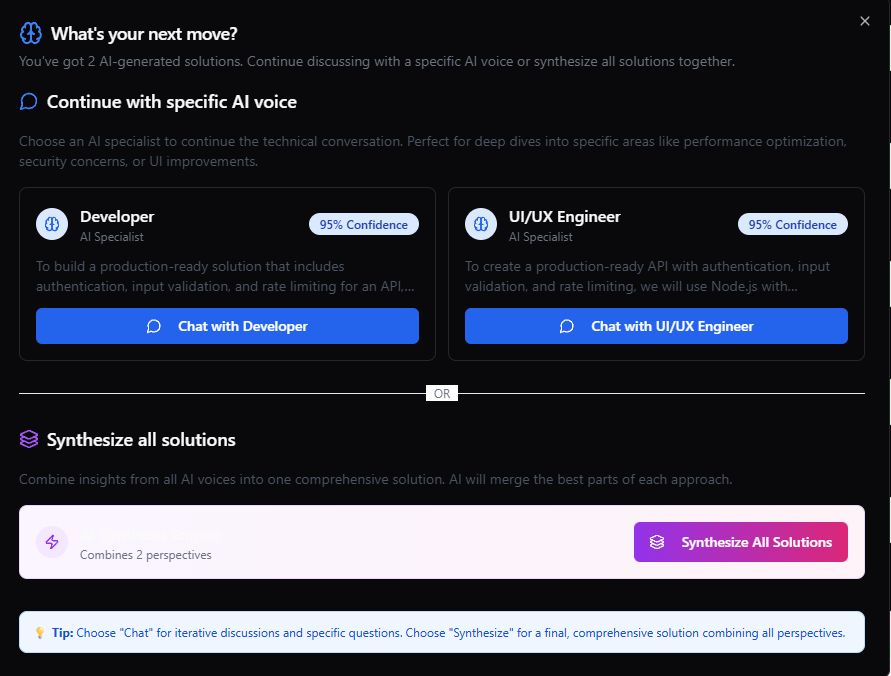 What's your next move?
You've got 2 AI-generated solutions. Continue discussing with a specific AI voice or synthesize all solutions together.
Continue with specific AI voice
Choose an AI specialist to continue the technical conversation. Perfect for deep dives into specific areas like performance optimization,
security concerns, or UI improvements.
Developer
AI Specialist
95% Confidence
To build a production-ready solution that includes
authentication, input validation, and rate limiting for an API,...
Chat with Developer
UI/UX Engineer
AI Specialist
95% Confidence
To create a production-ready API with authentication, input
validation, and rate limiting, we will use Node.js with...
Chat with UI/UX Engineer
OR
Synthesize all solutions
Combine insights from all AI voices into one comprehensive solution. AI will merge the best parts of each approach.
Combines 2 perspectives
Synthesize All Solutions
Tip: Choose "Chat" for iterative discussions and specific questions. Choose "Synthesize" for a final, comprehensive solution combining all perspectives.